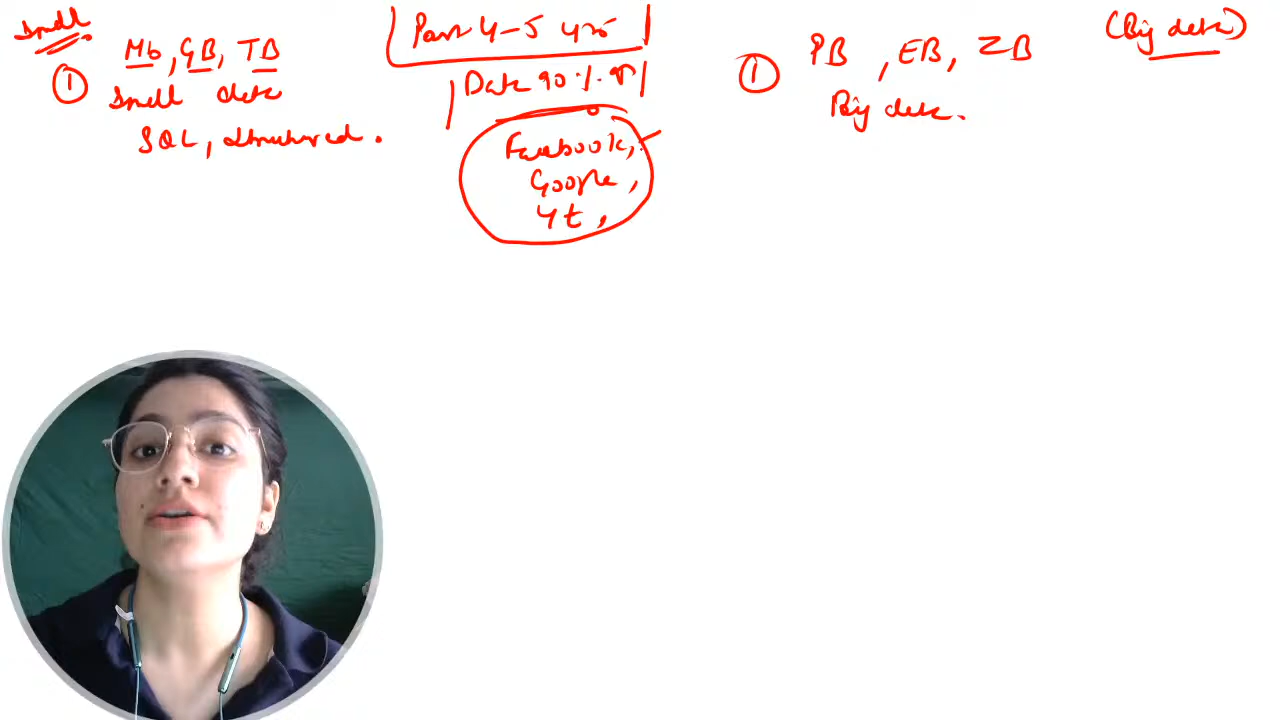 Small
① Mb, GB, TB
Small data
SQL, structured.
Past 4-5 yrs
Data 90%
Facebook,
Google,
Yt,
(Big data)
① PB, EB, ZB
Big data.